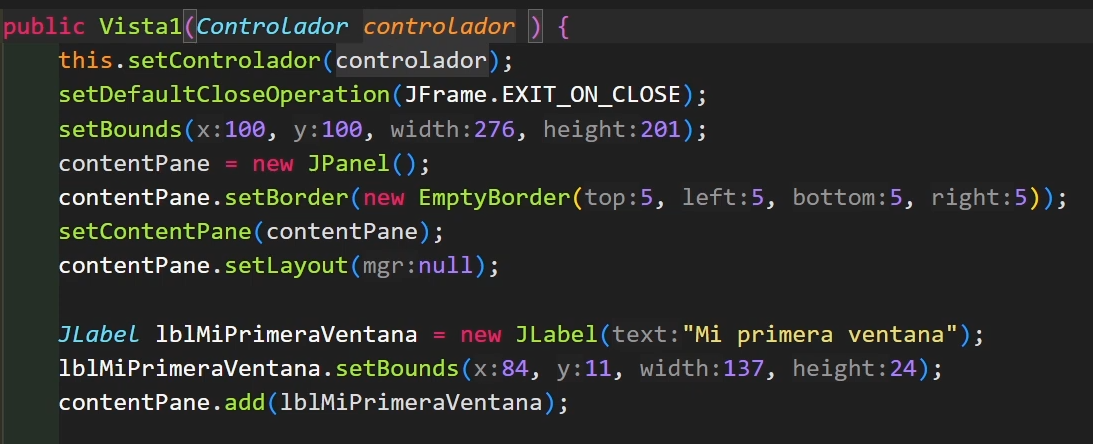 public Vista1(Controlador controlador ) {
this.setControlador(controlador);
setDefaultCloseOperation(JFrame.EXIT_ON_CLOSE);
setBounds(x:100, y:100, width:276, height:201);
contentPane = new JPanel();
contentPane.setBorder(new EmptyBorder(top:5, left:5, bottom:5, right:5));
setContentPane(contentPane);
contentPane.setLayout(mgr:null);
JLabel lblMiPrimeraVentana = new JLabel(text:"Mi primera ventana");
lblMiPrimeraVentana.setBounds(x:84, y:11, width:137, height:24);
contentPane.add(lblMiPrimeraVentana);